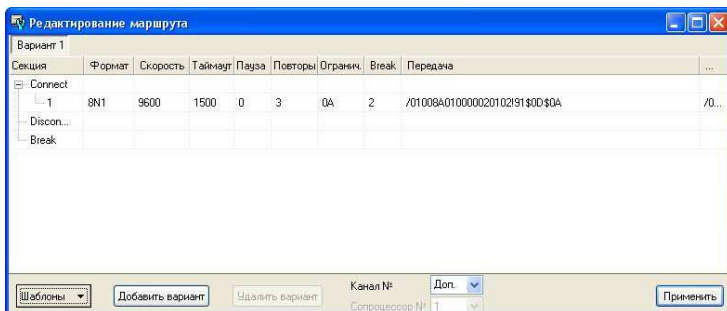 Редактирование маршрута
Вариант 1
Секция Формат Скорость Таймаут Пауза Повторы Огранич. Break Передача ...
Connect
1 8N1 9600 1500 0 3 0A 2 /01008A010000020102!91$0D$0A /0...
Discon...
Break
Шаблоны Добавить вариант Удалить вариант Канал № Доп. Применить
Сопроцессор № 1